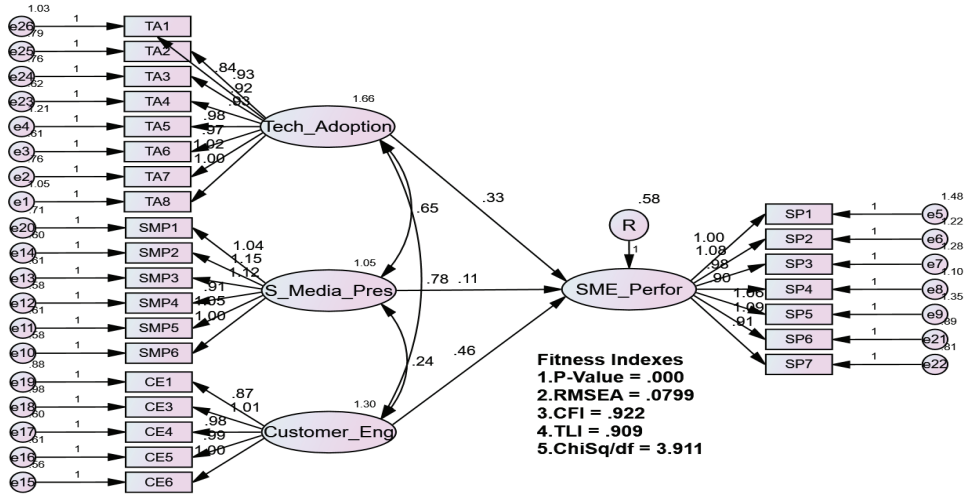 1.03
e26 1 TA1
.79
e25 1 TA2
.76
e24 1 TA3
.62
e23 1 TA4
1.21
e4 1 TA5
.61
e3 1 TA6
.76
e2 1 TA7
1.05
e1 1 TA8
.71
e20 1 SMP1
.60
e14 1 SMP2
.61
e13 1 SMP3
.58
e12 1 SMP4
.61
e11 1 SMP5
.58
e10 1 SMP6
.88
e19 1 CE1
.98
e18 1 CE3
.60
e17 1 CE4
.61
e16 1 CE5
.56
e15 1 CE6
.84
.93
.92
.93
.98
.97
1.02
1.00
1.66
Tech_Adoption
1.04
1.15
1.12
.91
1.05
1.00
1.05
S_Media_Pres
.87
1.01
.98
.99
1.00
1.30
Customer_Eng
.65
.78
.24
.33
.11
.46
.58
R
1
SME_Perfor
1.00
1.08
.98
.90
1.06
1.09
.91
1.48
SP1 1 e5
1.22
SP2 1 e6
1.28
SP3 1 e7
1.10
SP4 1 e8
1.35
SP5 1 e9
.89
SP6 1 e21
.81
SP7 1 e22
Fitness Indexes
1.P-Value = .000
2.RMSEA = .0799
3.CFI = .922
4.TLI = .909
5.ChiSq/df = 3.911